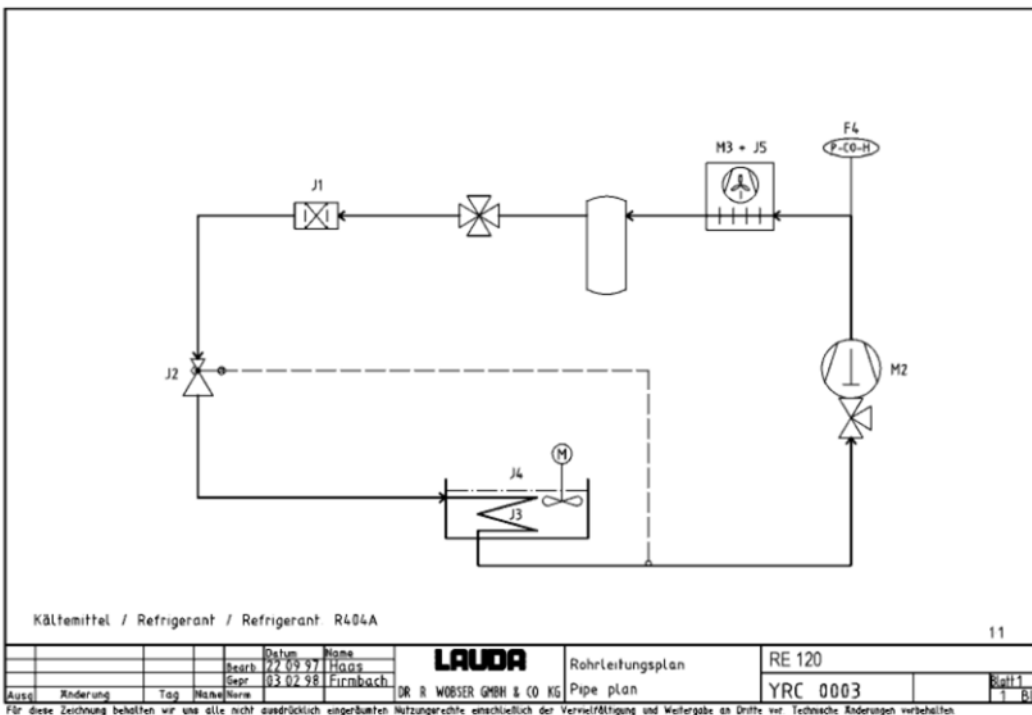 F4
P-CO-H
M3 + J5
J1
J2
M2
M
J4
J3
Kältemittel / Refrigerant / Refrigerant R404A
11
Datum Name
Bearb 22 09 97 Haas
Gepr 03 02 98 Firmbach
Ausg Änderung Tag Name Norm
LAUDA
DR R WOBSER GMBH & CO KG
Rohrleitungsplan
Pipe plan
RE 120
YRC 0003
Blatt 1
1 Bl
Für diese Zeichnung behalten wir uns alle nicht ausdrücklich eingeräumten Nutzungsrechte einschließlich der Vervielfältigung und Weitergabe an Dritte vor Technische Änderungen vorbehalten